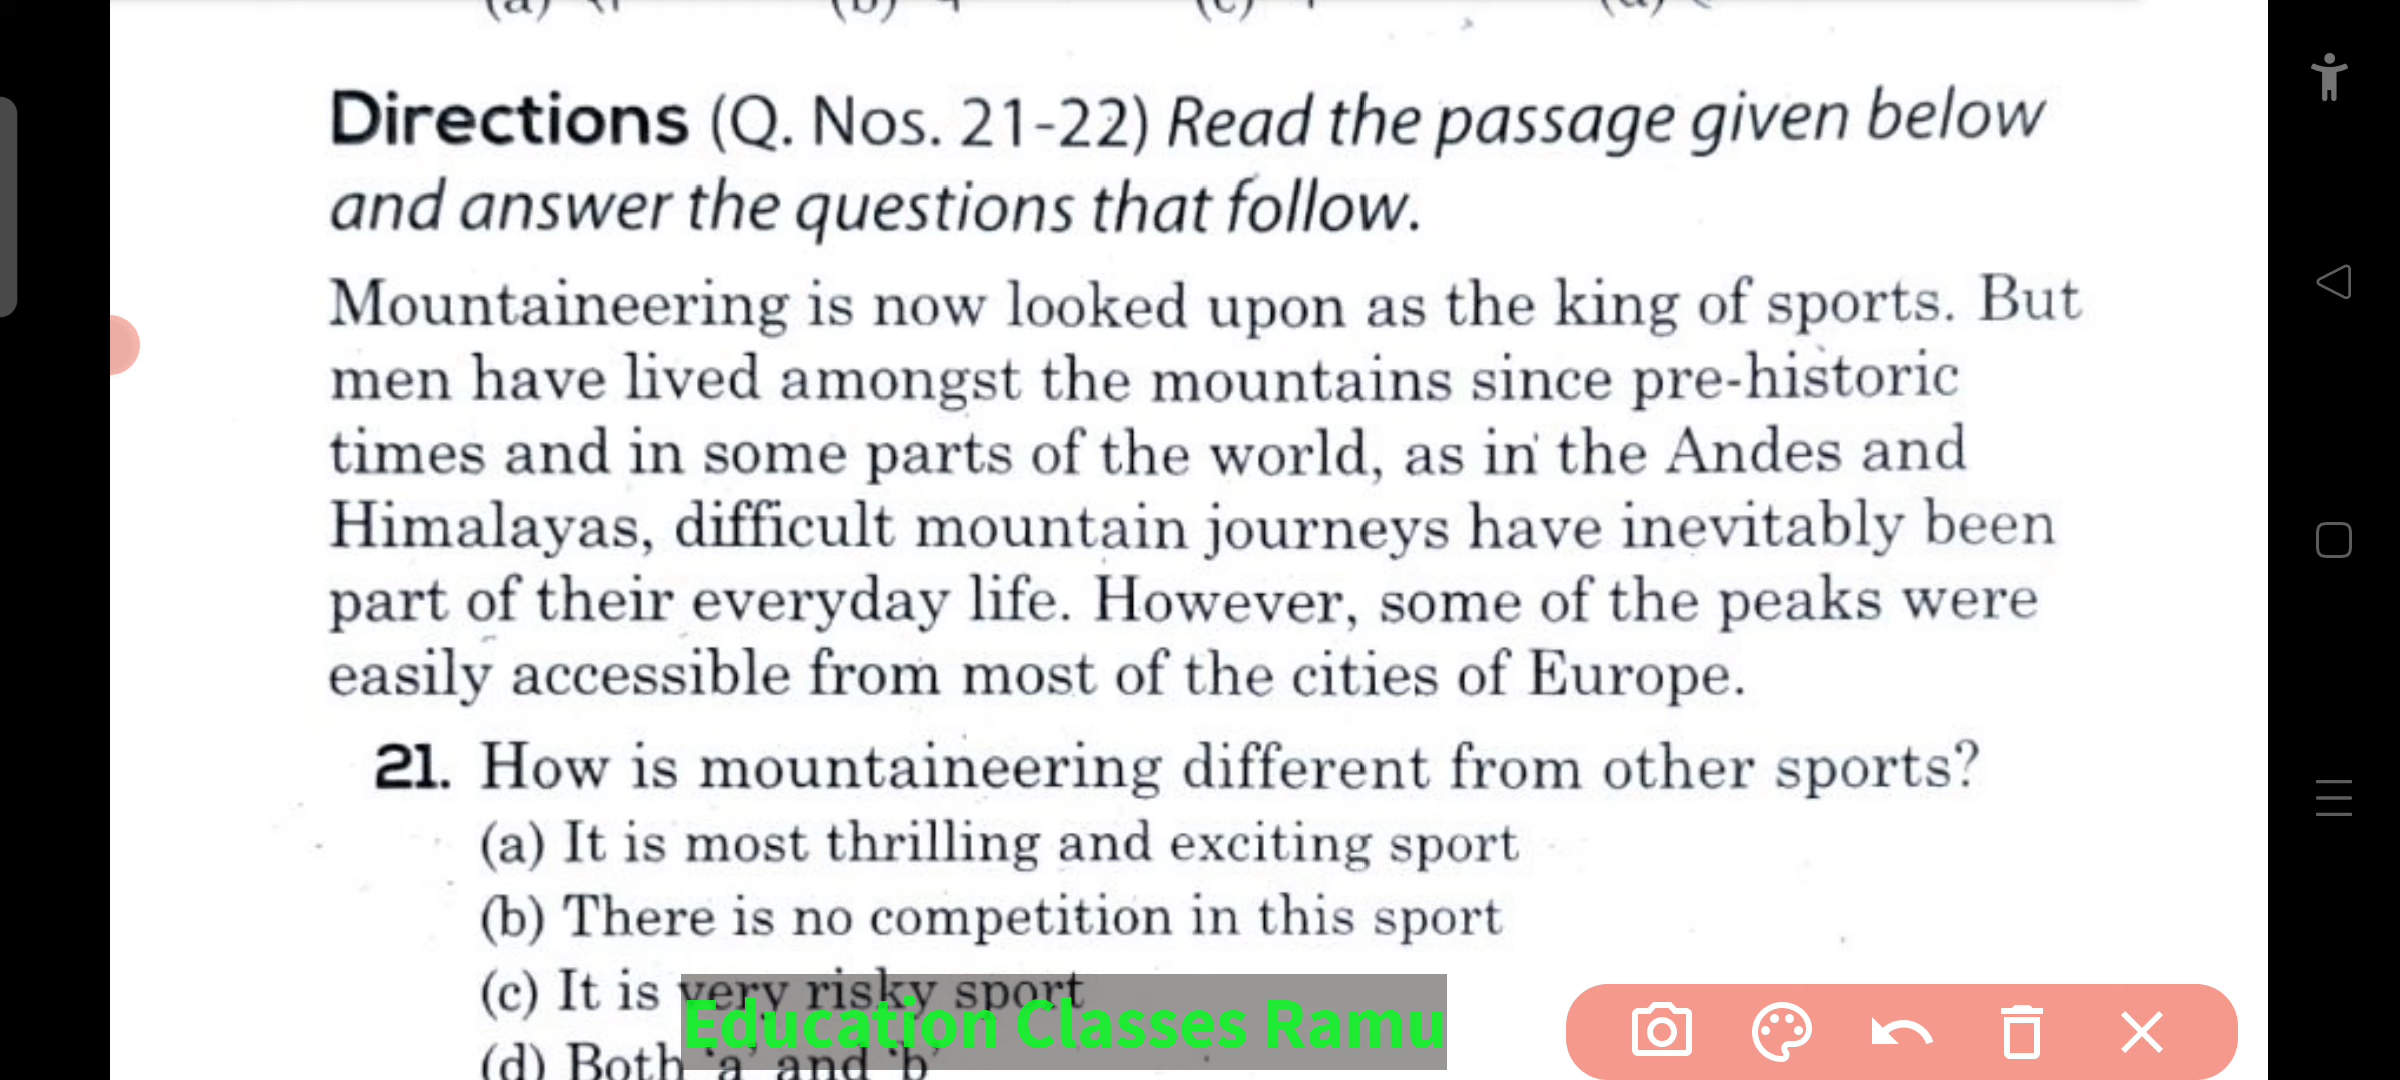 (a)
(b)
(c)
Directions (Q. Nos. 21-22) Read the passage given below
and answer the questions that follow.
Mountaineering is now looked upon as the king of sports. But
men have lived amongst the mountains since pre-historic
times and in some parts of the world, as in the Andes and
Himalayas, difficult mountain journeys have inevitably been
part of their everyday life. However, some of the peaks were
easily accessible from most of the cities of Europe.
21. How is mountaineering different from other sports?
(a) It is most thrilling and exciting sport
(b) There is no competition in this sport
(c) It is very risky sport
Education Classes Ramu
(d) Both 'a' and 'b'